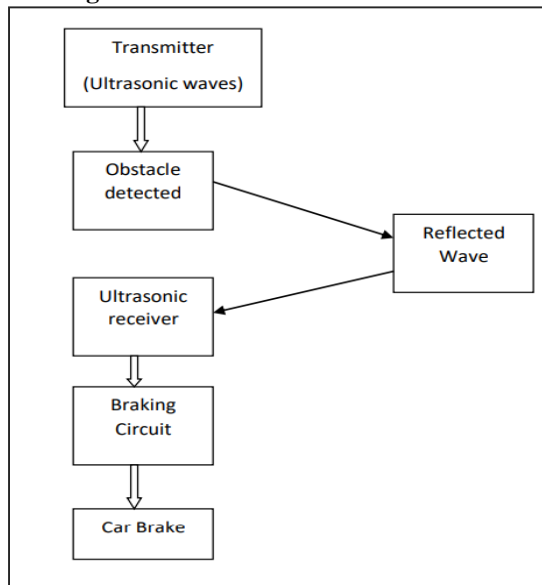 Transmitter
(Ultrasonic waves)
Obstacle
detected
Reflected
Wave
Ultrasonic
receiver
Braking
Circuit
Car Brake